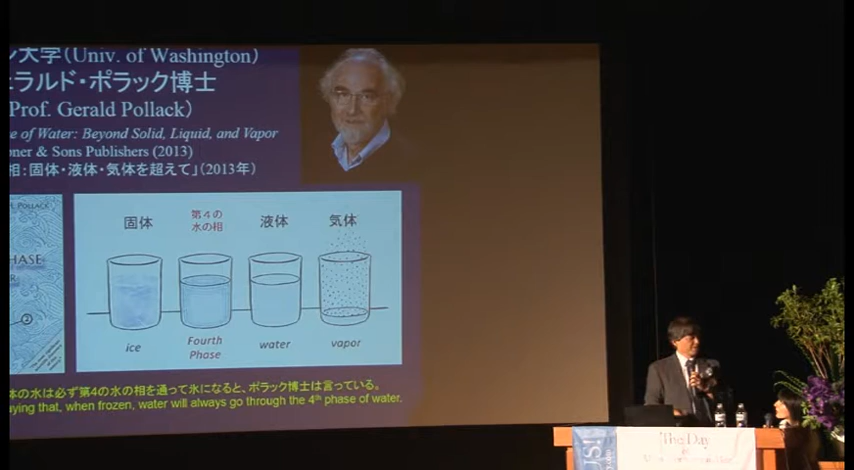 大学(Univ. of Washington)
ラルド・ポラック博士
Prof. Gerald Pollack)
of Water: Beyond Solid, Liquid, and Vapor
ner & Sons Publishers (2013)
相:固体・液体・気体を超えて」(2013年)
固体
第4の
水の相
液体
気体
POLLACK
HASE
2
ice
Fourth
Phase
water
vapor
体の水は必ず第4の水の相を通って氷になると、ポラック博士は言っている。
ying that, when frozen, water will always go through the 4th phase of water.
The Day